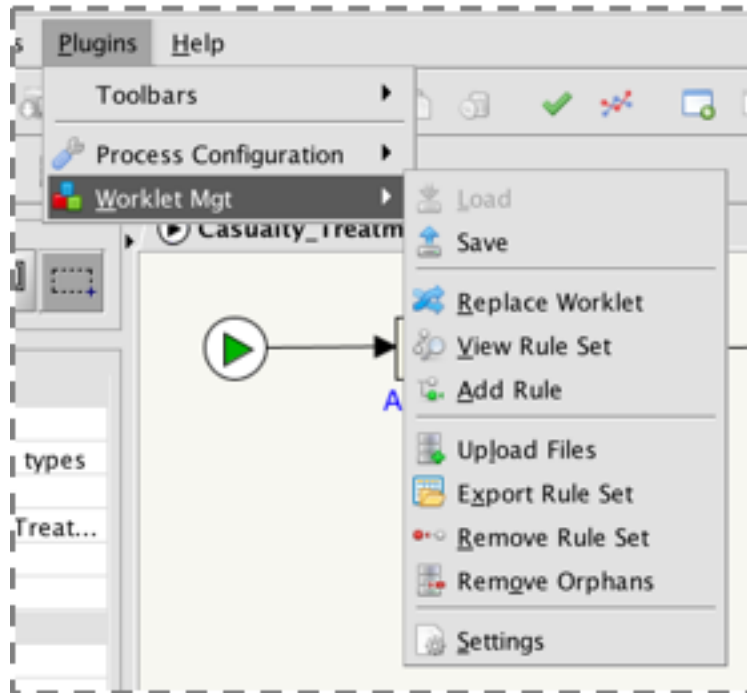 s Plugins Help
Toolbars
Process Configuration
Worklet Mgt
Casualty_Treatm
Load
Save
Replace Worklet
View Rule Set
Add Rule
A
Upload Files
types
Export Rule Set
Treat...
Remove Rule Set
Remove Orphans
Settings